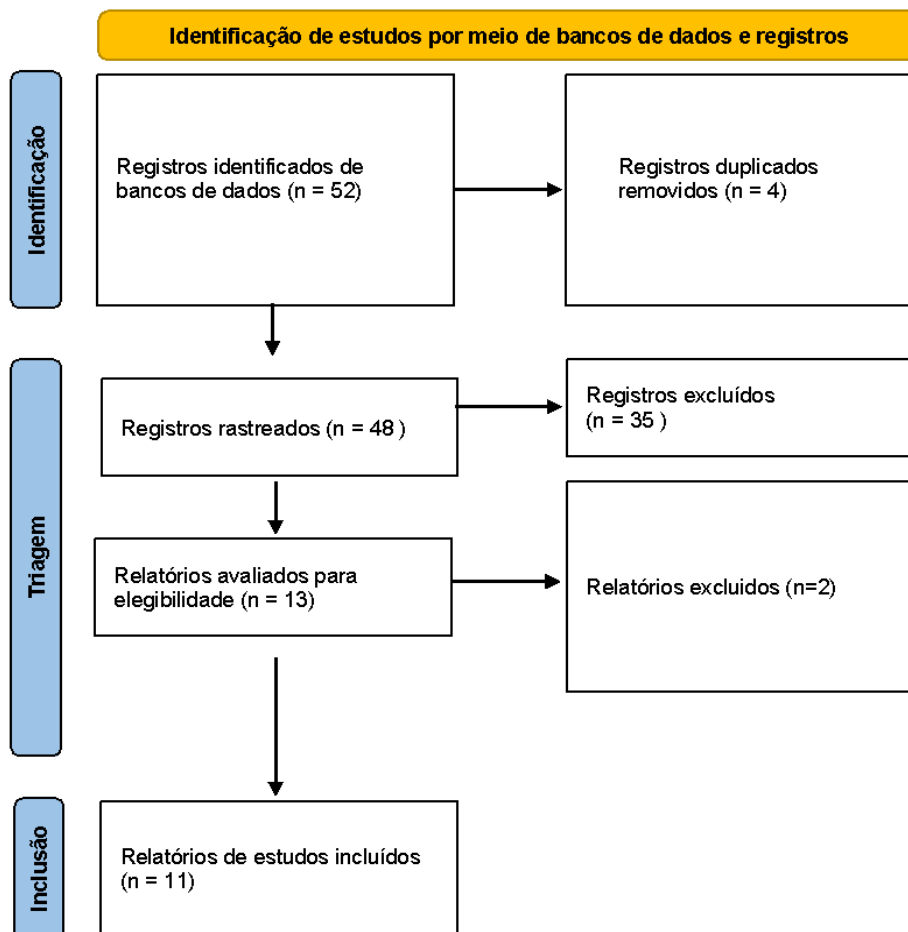 Identificação de estudos por meio de bancos de dados e registros
Identificação
Registros identificados de
bancos de dados (n = 52)
Registros duplicados
removidos (n = 4)
Triagem
Registros rastreados (n = 48 )
Registros excluídos
(n = 35 )
Relatórios avaliados para
elegibilidade (n = 13)
Relatórios excluidos (n=2)
Inclusão
Relatórios de estudos incluídos
(n = 11)